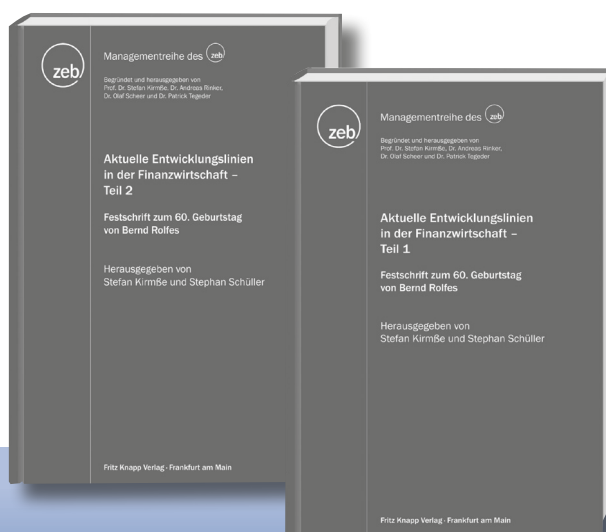 zeb
Managementreihe des zeb
Begründet und herausgegeben von
Prof. Dr. Stefan Kirmße, Dr. Andreas Rinker,
Dr. Olaf Scheer und Dr. Patrick Tegeder
Aktuelle Entwicklungslinien
in der Finanzwirtschaft –
Teil 2
Festschrift zum 60. Geburtstag
von Bernd Rolfes
Herausgegeben von
Stefan Kirmße und Stephan Schüller
Fritz Knapp Verlag · Frankfurt am Main
zeb
Managementreihe des zeb
Begründet und herausgegeben von
Prof. Dr. Stefan Kirmße, Dr. Andreas Rinker,
Dr. Olaf Scheer und Dr. Patrick Tegeder
Aktuelle Entwicklungslinien
in der Finanzwirtschaft –
Teil 1
Festschrift zum 60. Geburtstag
von Bernd Rolfes
Herausgegeben von
Stefan Kirmße und Stephan Schüller
Fritz Knapp Verlag · Frankfurt am Main